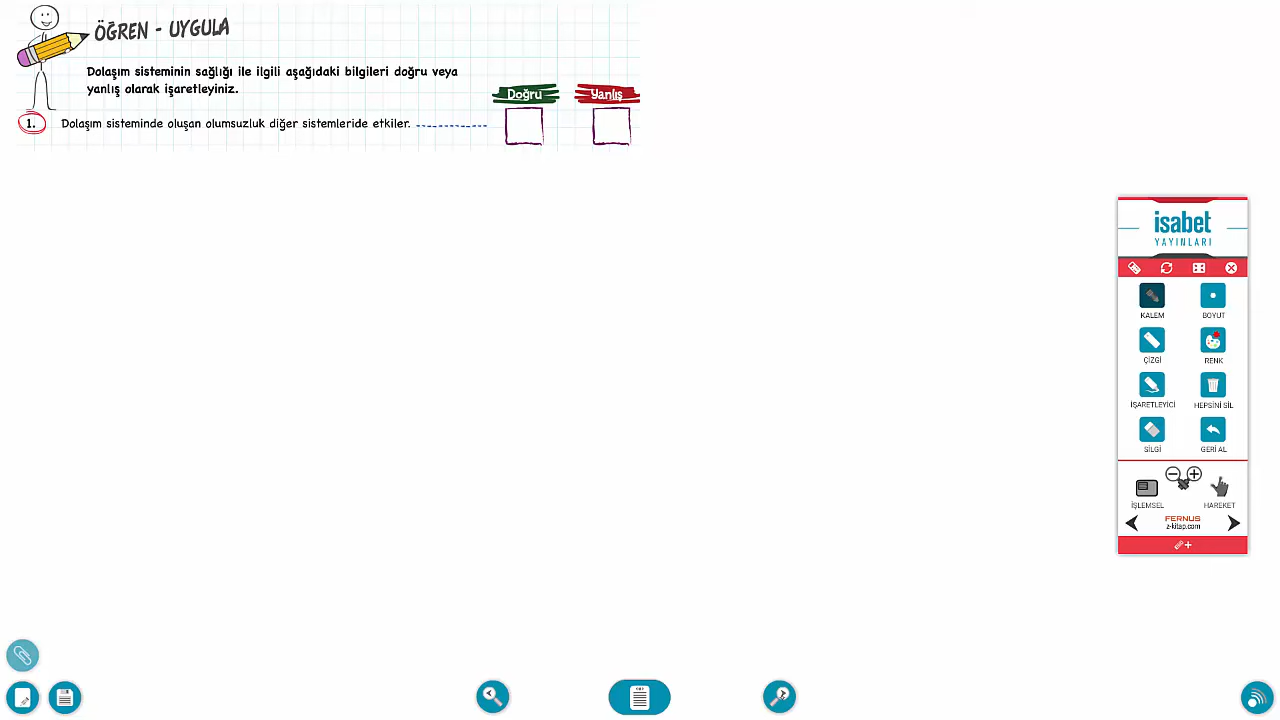 ÖĞREN - UYGULA
Dolaşım sisteminin sağlığı ile ilgili aşağıdaki bilgileri doğru veya
yanlış olarak işaretleyiniz.
Doğru
Yanlış
1.
Dolaşım sisteminde oluşan olumsuzluk diğer sistemleride etkiler.
isabet
YAYINLARI
KALEM
BOYUT
ÇİZGİ
RENK
İŞARETLEYİCİ
HEPSİNİ SİL
SİLGİ
GERİ AL
İŞLEMSEL
HAREKET
FERNUS
z-kitap.com